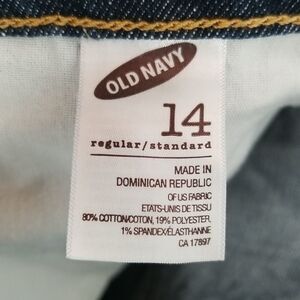 OLD NAVY
14
regular/standard
MADE IN
DOMINICAN REPUBLIC
OF US FABRIC
ETATS-UNIS DE TISSU
80% COTTON/COTON, 19% POLYESTER,
1% SPANDEX/ÉLASTHANNE
CA 17897